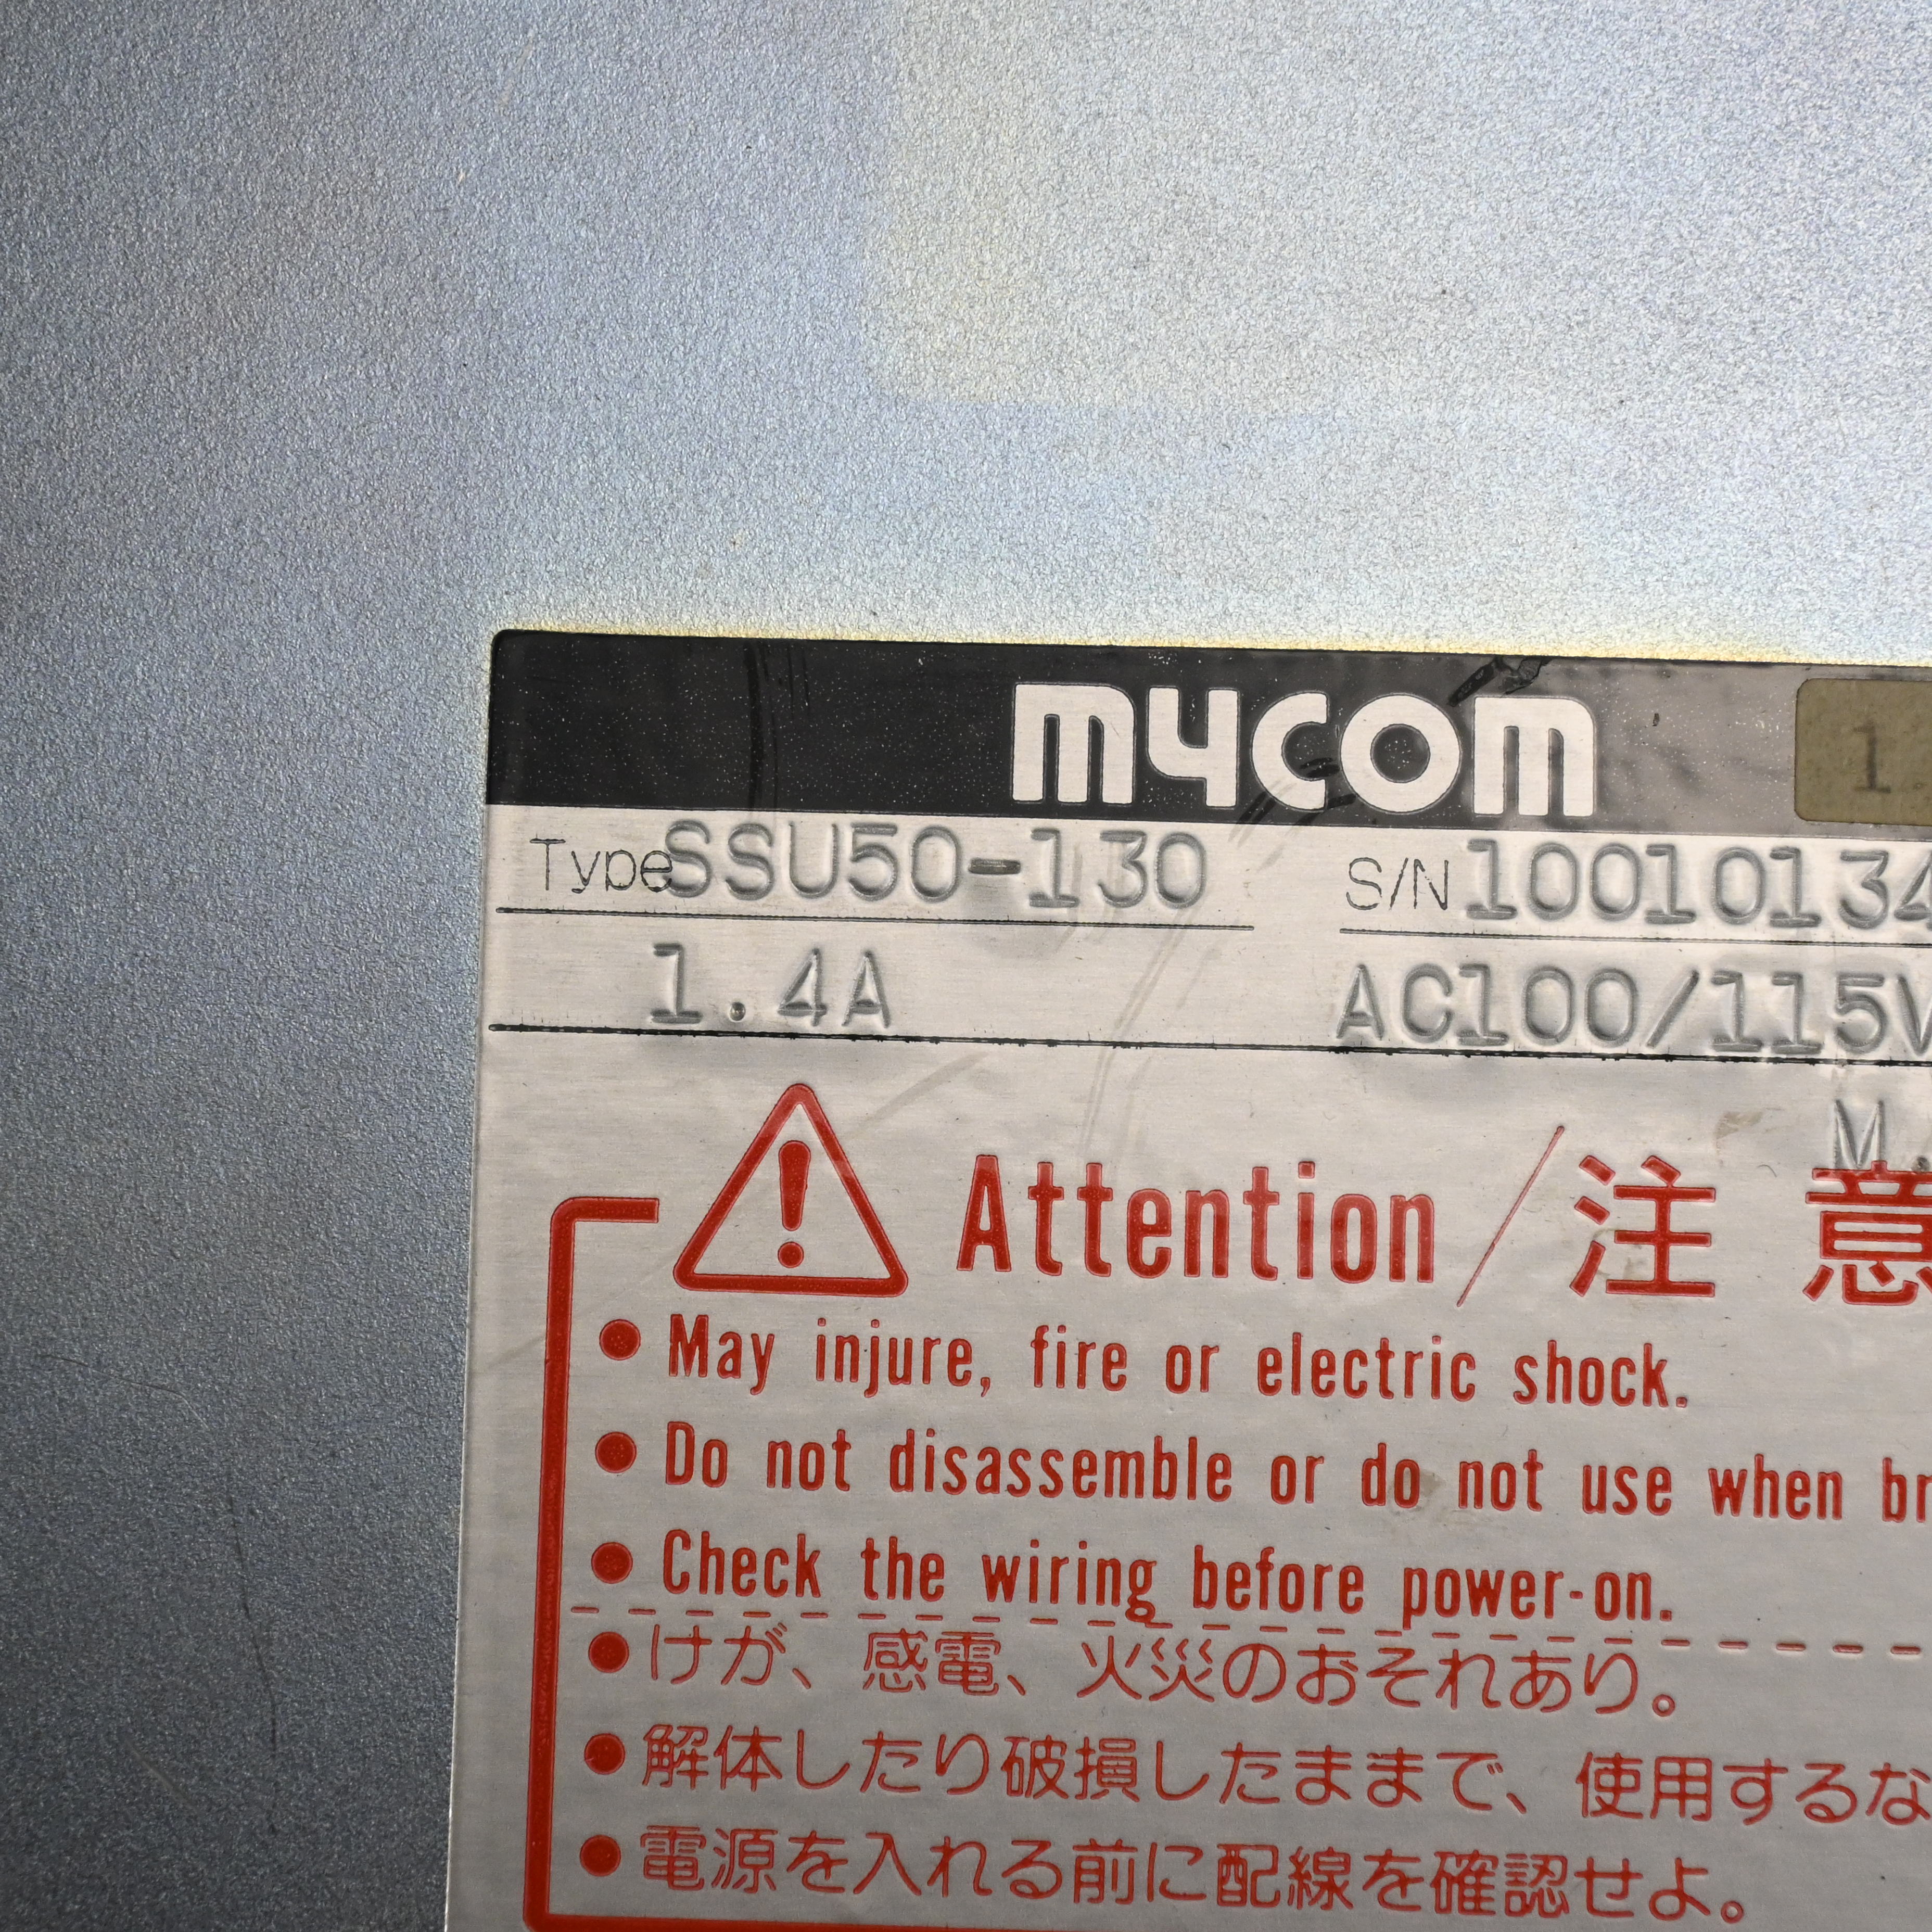 mycom 1
Type SSU50-130 S/N 10010134
1.4A AC100/115V
M.
Attention/注意
● May injure, fire or electric shock.
● Do not disassemble or do not use when br
● Check the wiring before power-on.
● けが、感電、火災のおそれあり。
● 解体したり破損したままで、使用するな
● 電源を入れる前に配線を確認せよ。